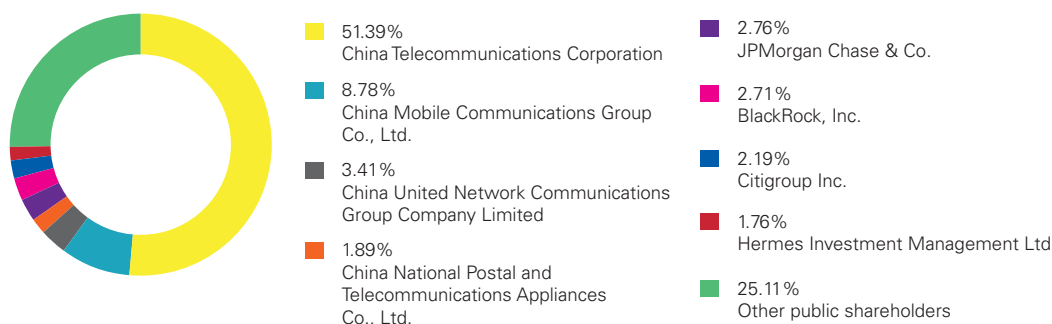 51.39%
China Telecommunications Corporation
8.78%
China Mobile Communications Group
Co., Ltd.
3.41%
China United Network Communications
Group Company Limited
1.89%
China National Postal and
Telecommunications Appliances
Co., Ltd.
2.76%
JPMorgan Chase & Co.
2.71%
BlackRock, Inc.
2.19%
Citigroup Inc.
1.76%
Hermes Investment Management Ltd
25.11%
Other public shareholders